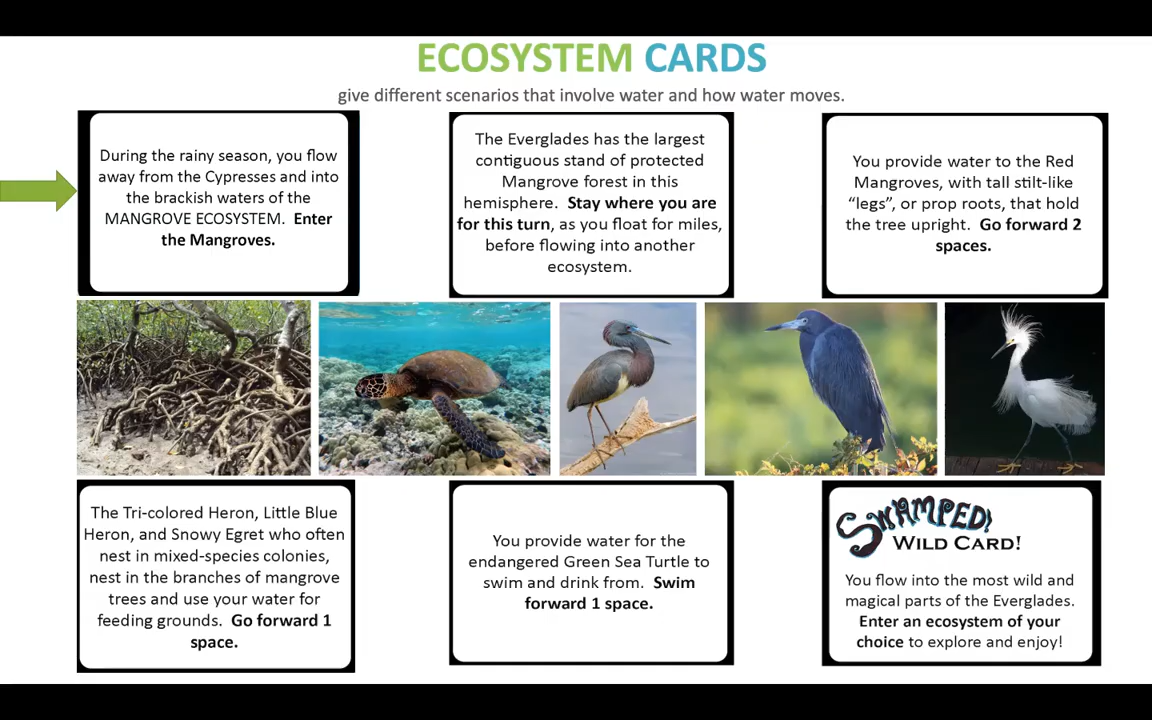 ECOSYSTEM CARDS
give different scenarios that involve water and how water moves.
During the rainy season, you flow
away from the Cypresses and into
the brackish waters of the
MANGROVE ECOSYSTEM. Enter
the Mangroves.
The Everglades has the largest
contiguous stand of protected
Mangrove forest in this
hemisphere. Stay where you are
for this turn, as you float for miles,
before flowing into another
ecosystem.
You provide water to the Red
Mangroves, with tall stilt-like
“legs”, or prop roots, that hold
the tree upright. Go forward 2
spaces.
The Tri-colored Heron, Little Blue
Heron, and Snowy Egret who often
nest in mixed-species colonies,
nest in the branches of mangrove
trees and use your water for
feeding grounds. Go forward 1
space.
You provide water for the
endangered Green Sea Turtle to
swim and drink from. Swim
forward 1 space.
SWAMPED!
WILD CARD!
You flow into the most wild and
magical parts of the Everglades.
Enter an ecosystem of your
choice to explore and enjoy!